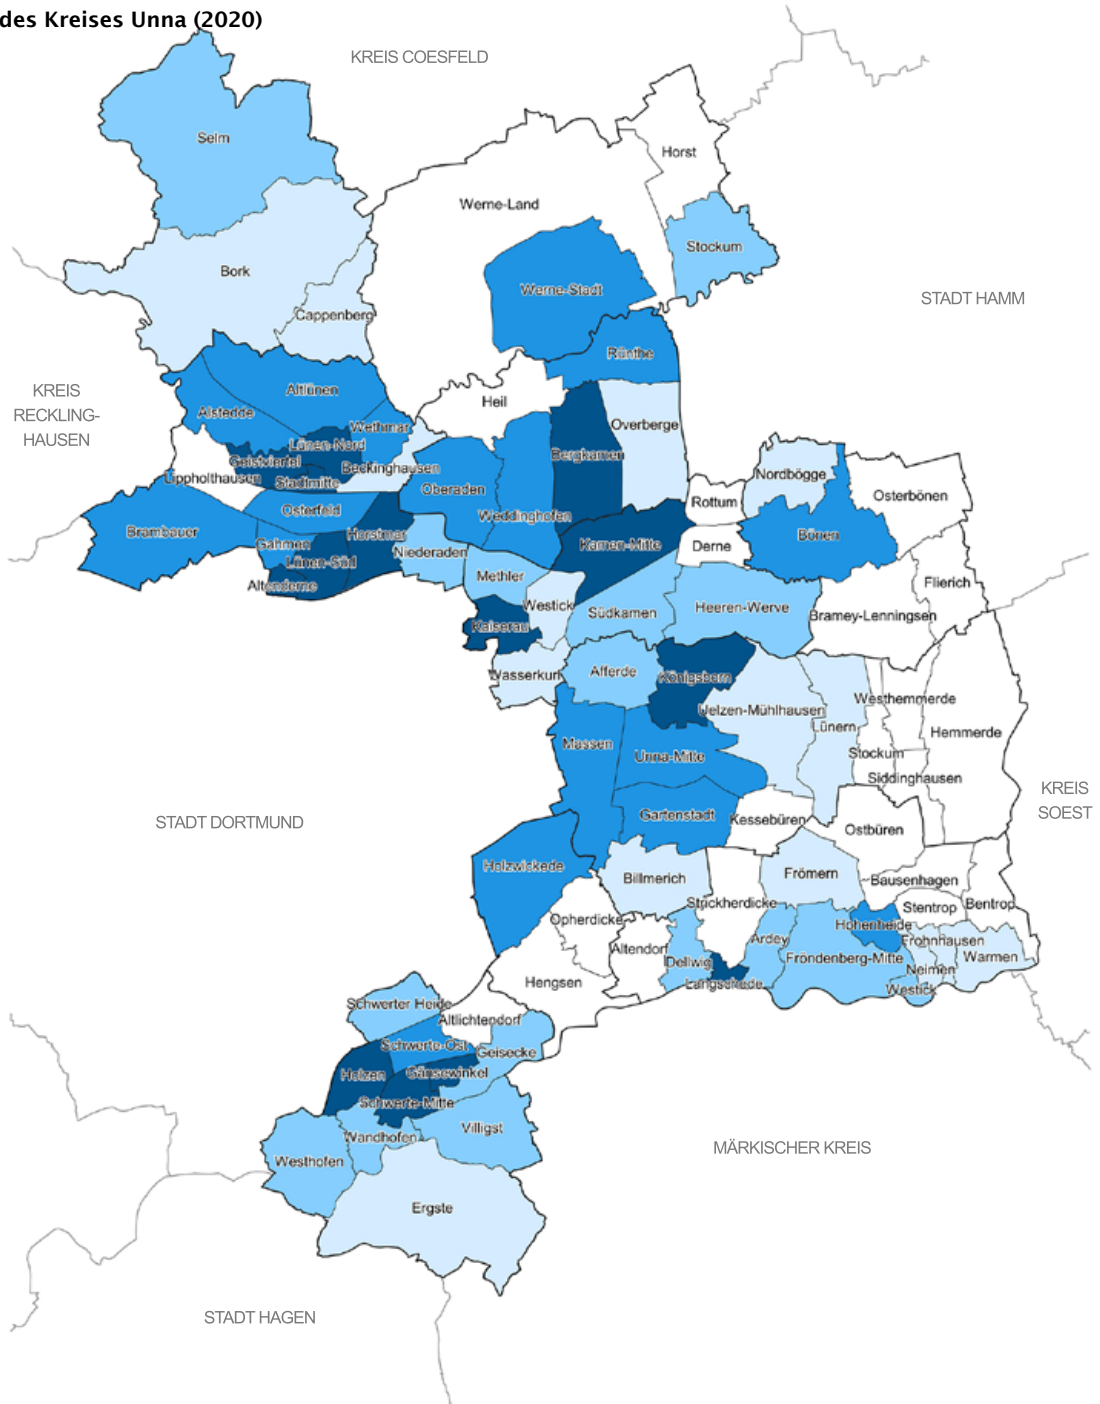 des Kreises Unna (2020)
KREIS COESFELD
Selm
Horst
Werne-Land
Stockum
Bork
Werne-Stadt
STADT HAMM
Cappenberg
Rünthe
KREIS
RECKLING-
HAUSEN
Altlünen
Heil
Alstedde
Overberge
Wethmar
Lünen-Nord
Bergkamen
Geistviertel
Beckinghausen
Nordbögge
Lippholthausen
Stadtmitte
Oberaden
Osterbönen
Rottum
Osterfeld
Weddinghofen
Brambauer
Horstmar
Bönen
Gahmen
Kamen-Mitte
Derne
Niederaden
Lünen-Süd
Methler
Flierich
Altenderne
Westick
Südkamen
Heeren-Werve
Bramey-Lenningsen
Kaiserau
Afferde
Wasserkurl
Königsborn
Westhemmerde
Uelzen-Mühlhausen
Lünern
Hemmerde
Massen
Unna-Mitte
Stockum
Siddinghausen
KREIS
SOEST
STADT DORTMUND
Gartenstadt
Kessebüren
Ostbüren
Holzwickede
Billmerich
Frömern
Bausenhagen
Strickherdicke
Stentrop
Bentrop
Opherdicke
Hohenheide
Altendorf
Ardey
Frohnhausen
Dellwig
Fröndenberg-Mitte
Warmen
Neimen
Hengsen
Langschede
Westick
Schwerter Heide
Altlichtendorf
Schwerte-Ost
Geisecke
Holzen
Gänsewinkel
Schwerte-Mitte
Villigst
Wandhofen
MÄRKISCHER KREIS
Westhofen
Ergste
STADT HAGEN